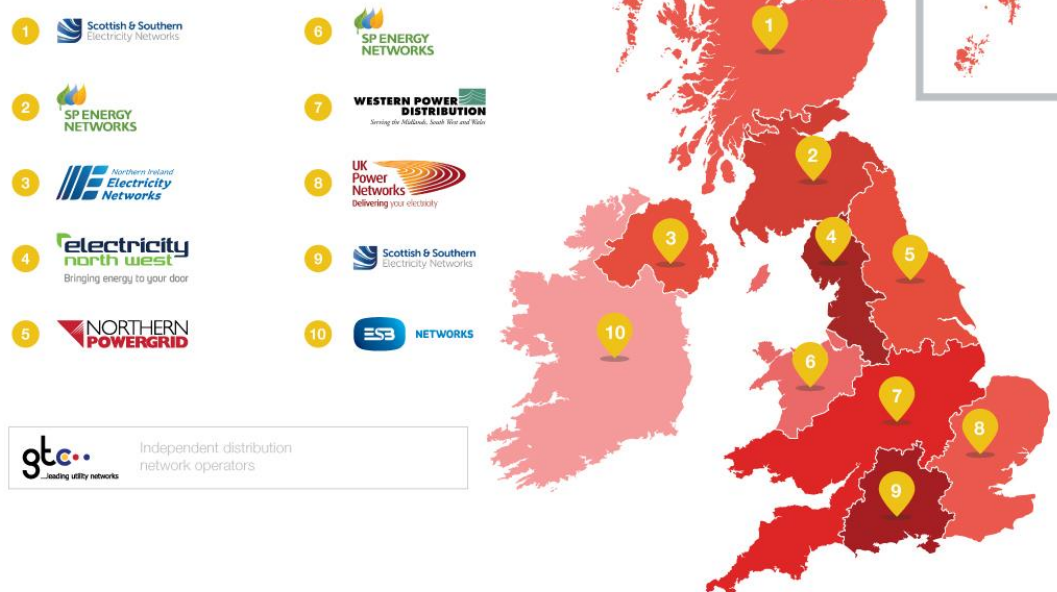 1
Scottish & Southern
Electricity Networks
2
SP ENERGY
NETWORKS
3
Northern Ireland
Electricity
Networks
4
electricity
north west
Bringing energy to your door
5
NORTHERN
POWERGRID
6
SP ENERGY
NETWORKS
7
WESTERN POWER
DISTRIBUTION
Serving the Midlands, South West and Wales
8
UK
Power
Networks
Delivering your electricity
9
Scottish & Southern
Electricity Networks
10
ESB NETWORKS
gtc
...leading utility networks
Independent distribution
network operators
1
2
3
4
5
10
6
7
8
9